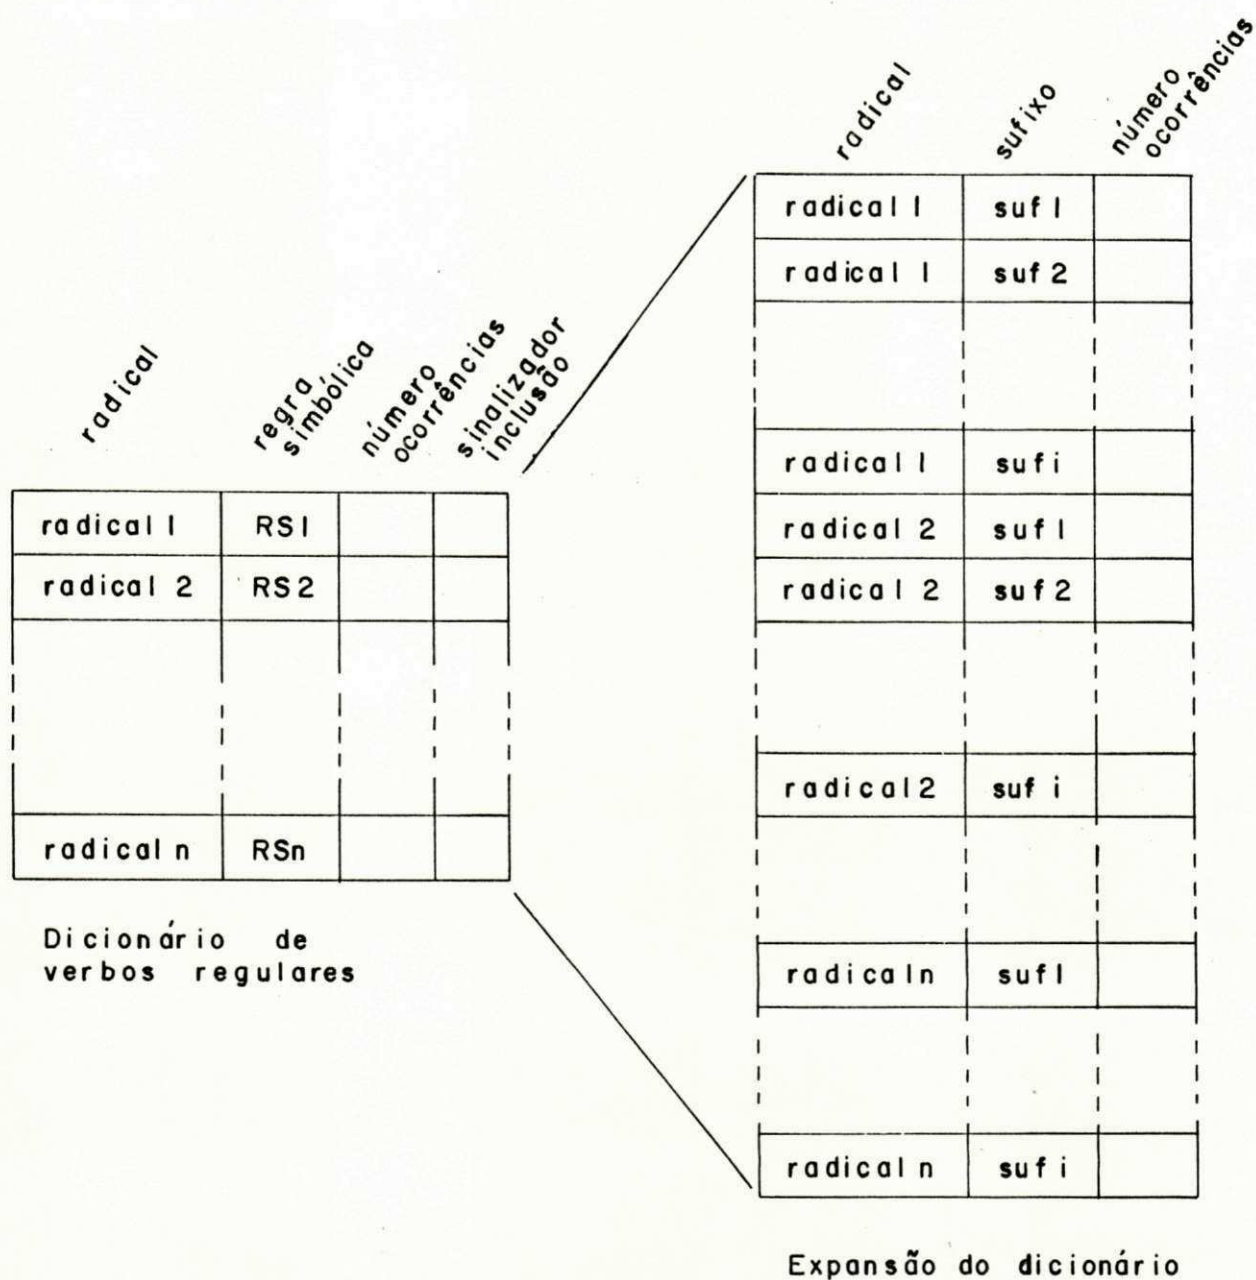 radical
regra
simbólica
número
ocorrências
sinalizador
inclusão
radical 1 RS1
radical 2 RS2
radical n RSn
Dicionário de
verbos regulares
radical
sufixo
número
ocorrências
radical 1 suf 1
radical 1 suf 2
radical 1 suf i
radical 2 suf 1
radical 2 suf 2
radical 2 suf i
radical n suf 1
radical n suf i
Expansão do dicionário